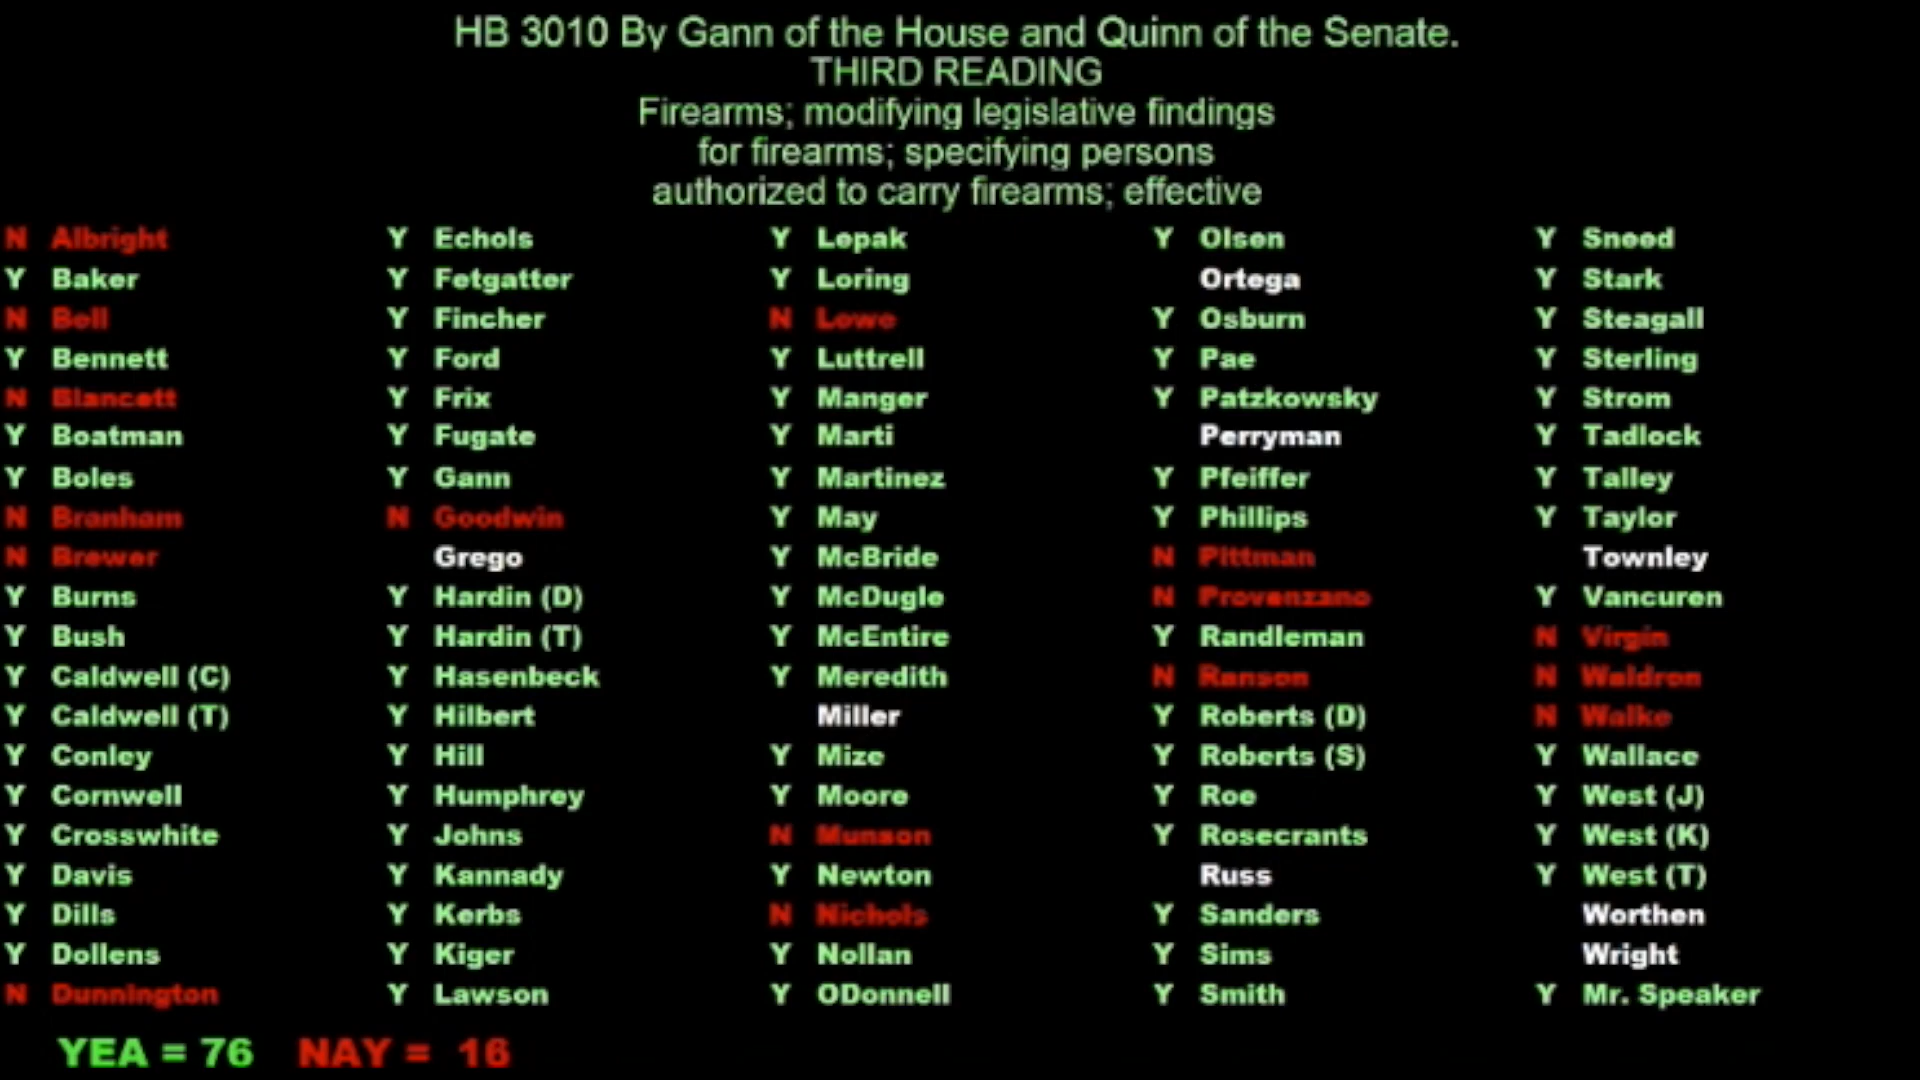 HB 3010 By Gann of the House and Quinn of the Senate.
THIRD READING
Firearms; modifying legislative findings
for firearms; specifying persons
authorized to carry firearms; effective
N Albright Y Echols Y Lepak Y Olsen Y Sneed
Y Baker Y Fetgatter Y Loring Ortega Y Stark
N Bell Y Fincher N Lowe Y Osburn Y Steagall
Y Bennett Y Ford Y Luttrell Y Pae Y Sterling
N Blancett Y Frix Y Manger Y Patzkowsky Y Strom
Y Boatman Y Fugate Y Marti Perryman Y Tadlock
Y Boles Y Gann Y Martinez Y Pfeiffer Y Talley
N Branham N Goodwin Y May Y Phillips Y Taylor
N Brewer Grego Y McBride N Pittman Townley
Y Burns Y Hardin (D) Y McDugle N Provenzano Y Vancuren
Y Bush Y Hardin (T) Y McEntire Y Randleman N Virgin
Y Caldwell (C) Y Hasenbeck Y Meredith N Ranson N Waldron
Y Caldwell (T) Y Hilbert Miller Y Roberts (D) N Walke
Y Conley Y Hill Y Mize Y Roberts (S) Y Wallace
Y Cornwell Y Humphrey Y Moore Y Roe Y West (J)
Y Crosswhite Y Johns N Munson Y Rosecrants Y West (K)
Y Davis Y Kannady Y Newton Russ Y West (T)
Y Dills Y Kerbs N Nichols Y Sanders Worthen
Y Dollens Y Kiger Y Nollan Y Sims Wright
N Dunnington Y Lawson Y ODonnell Y Smith Y Mr. Speaker
YEA = 76 NAY = 16